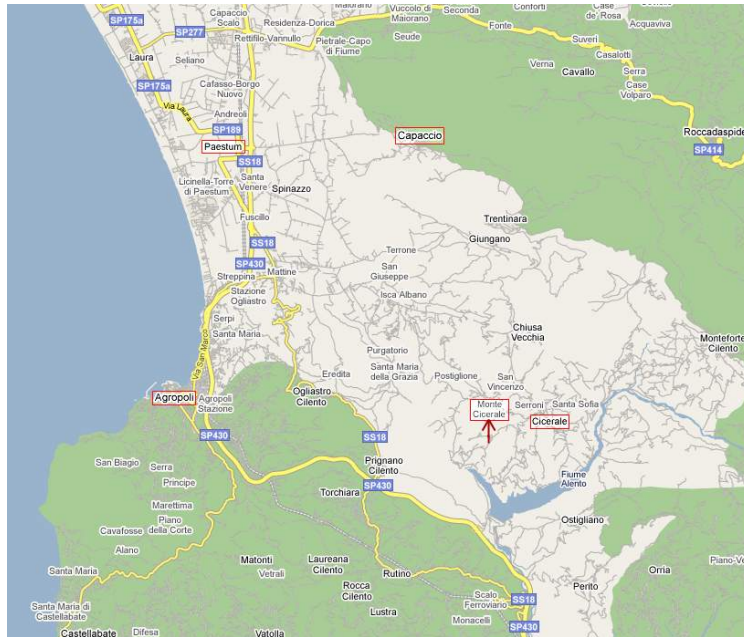 SP175a
Capaccio
Scalo
Residenza-Dorica
Maiorano
Vuccolo di
Maiorano
Seconda
Conforti
Case
de' Rosa
Acquaviva
SP277
Rettifilo-Vannullo
Pietrale-Capo
di Fiume
Seude
Fonte
Suveri
Casalotti
Laura
Seliano
Verna
Cavallo
Serra
Case
Volparo
SP175a
Cafasso-Borgo
Nuovo
Via Laura
Andreoli
SP189
Capaccio
Roccadaspide
Paestum
SP414
SS18
Licinella-Torre
di Paestum
Santa
Venere
Spinazzo
Fuscillo
Trentinara
Giungano
SS18
Terrone
SP430
San
Giuseppe
Streppina
Mattine
Stazione
Ogliastro
Isca Albano
Serpi
Santa Maria
Chiusa
Vecchia
Via San Marco
Monteforte
Cilento
Purgatorio
Santa Maria
della Grazia
Eredita
Postiglione
San
Vincenzo
Agropoli
Agropoli
Stazione
Ogliastro
Cilento
Monte
Cicerale
Serroni
Santa Sofia
Cicerale
SP430
SS18
San Biagio
Serra
Prignano
Cilento
Fiume
Alento
Principe
SP430
Torchiara
Marettima
Piano
della Corte
Ostigliano
Cavafosse
Alano
Matonti
Laureana
Cilento
Santa Maria
Vetrali
Rutino
Perito
Orria
Piano-Ve
Rocca
Cilento
Scalo
Ferroviario
SS18
Santa Maria di
Castellabate
Lustra
Monacelli
SP430
Castellabate
Difesa
Vatolla